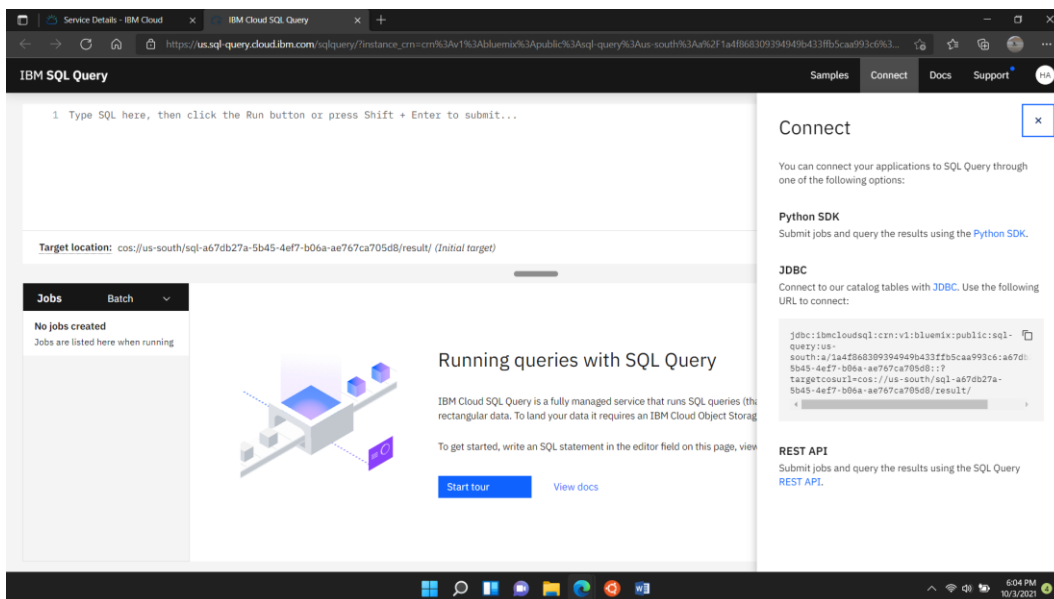 Service Details - IBM Cloud
IBM Cloud SQL Query
https://us.sql-query.cloud.ibm.com/sqlquery/?instance_crn=crn%3Av1%3Abluemix%3Apublic%3Asql-query%3Aus-south%3Aa%2F1a4f868309394949b433ffb5caa993c6%3...
IBM SQL Query
Samples
Connect
Docs
Support
HA
1 Type SQL here, then click the Run button or press Shift + Enter to submit...
Target location: cos://us-south/sql-a67db27a-5b45-4ef7-b06a-ae767ca705d8/result/ (Initial target)
Jobs
Batch
No jobs created
Jobs are listed here when running
Running queries with SQL Query
IBM Cloud SQL Query is a fully managed service that runs SQL queries (tha
rectangular data. To land your data it requires an IBM Cloud Object Storag
To get started, write an SQL statement in the editor field on this page, view
Start tour
View docs
Connect
You can connect your applications to SQL Query through
one of the following options:
Python SDK
Submit jobs and query the results using the Python SDK.
JDBC
Connect to our catalog tables with JDBC. Use the following
URL to connect:
jdbc:ibmcloudsql:crn:v1:bluemix:public:sql-
query:us-
south:a/1a4f868309394949b433ffb5caa993c6:a67db
5b45-4ef7-b06a-ae767ca705d8::?
targetcosurl=cos://us-south/sql-a67db27a-
5b45-4ef7-b06a-ae767ca705d8/result/
REST API
Submit jobs and query the results using the SQL Query
REST API.
6:04 PM
10/3/2021
4